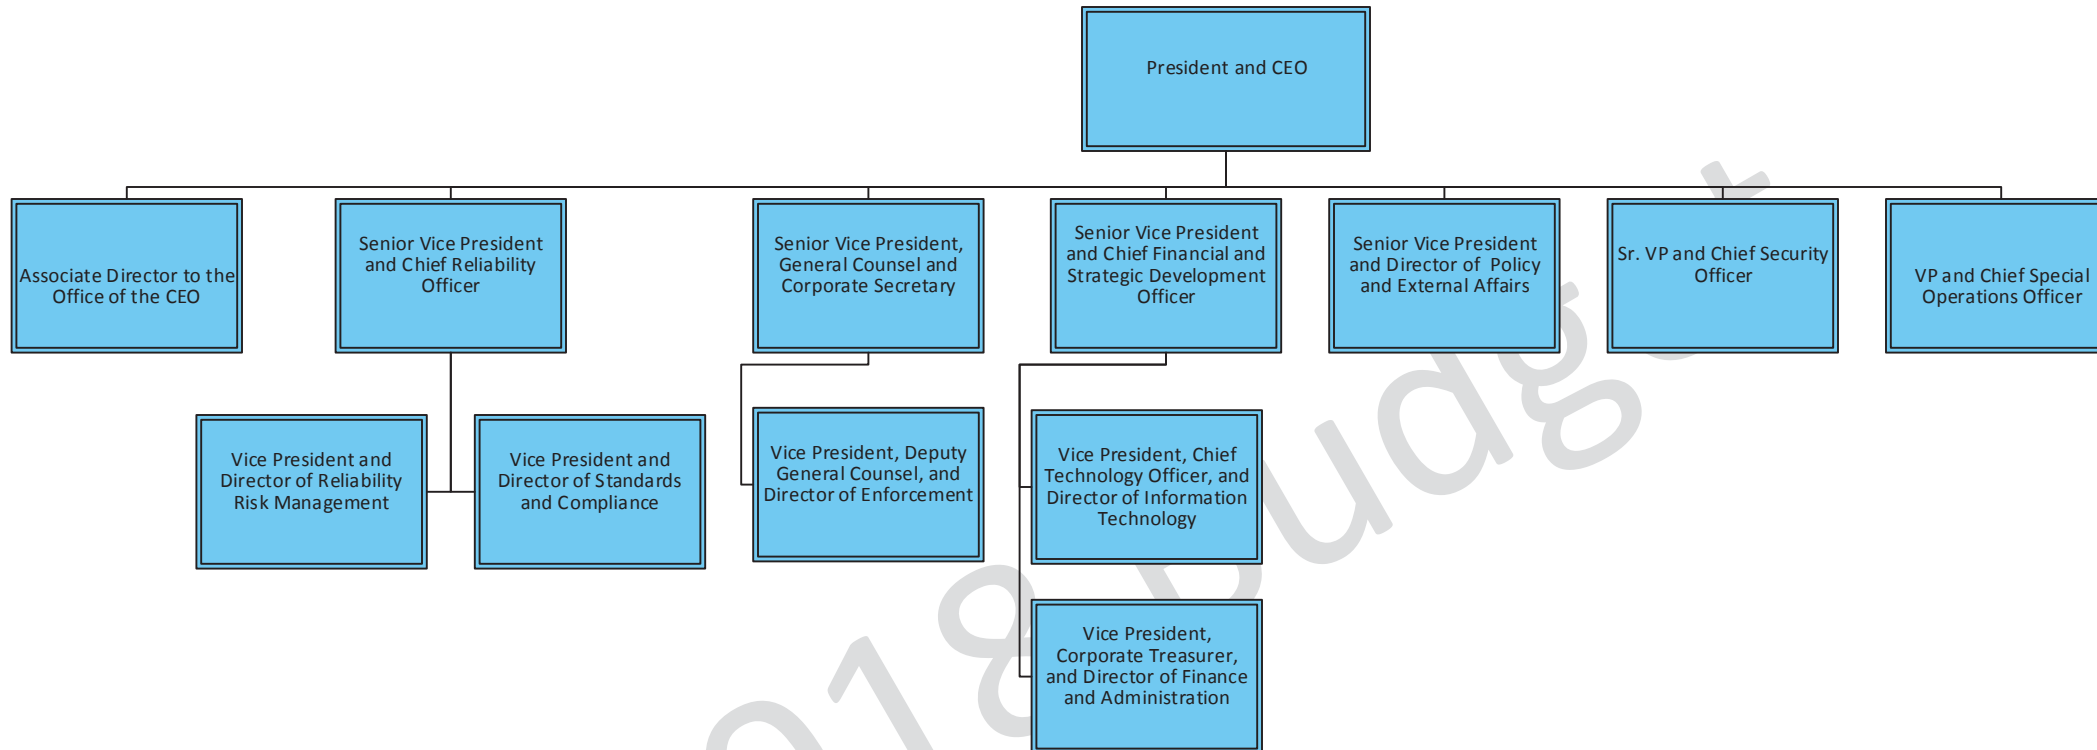 President and CEO
Associate Director to the
Office of the CEO
Senior Vice President
and Chief Reliability
Officer
Senior Vice President,
General Counsel and
Corporate Secretary
Senior Vice President
and Chief Financial and
Strategic Development
Officer
Senior Vice President
and Director of  Policy
and External Affairs
Sr. VP and Chief Security
Officer
VP and Chief Special
Operations Officer
Vice President and
Director of Reliability
Risk Management
Vice President and
Director of Standards
and Compliance
Vice President, Deputy
General Counsel, and
Director of Enforcement
Vice President, Chief
Technology Officer, and
Director of Information
Technology
Vice President,
Corporate Treasurer,
and Director of Finance
and Administration
018 Budget